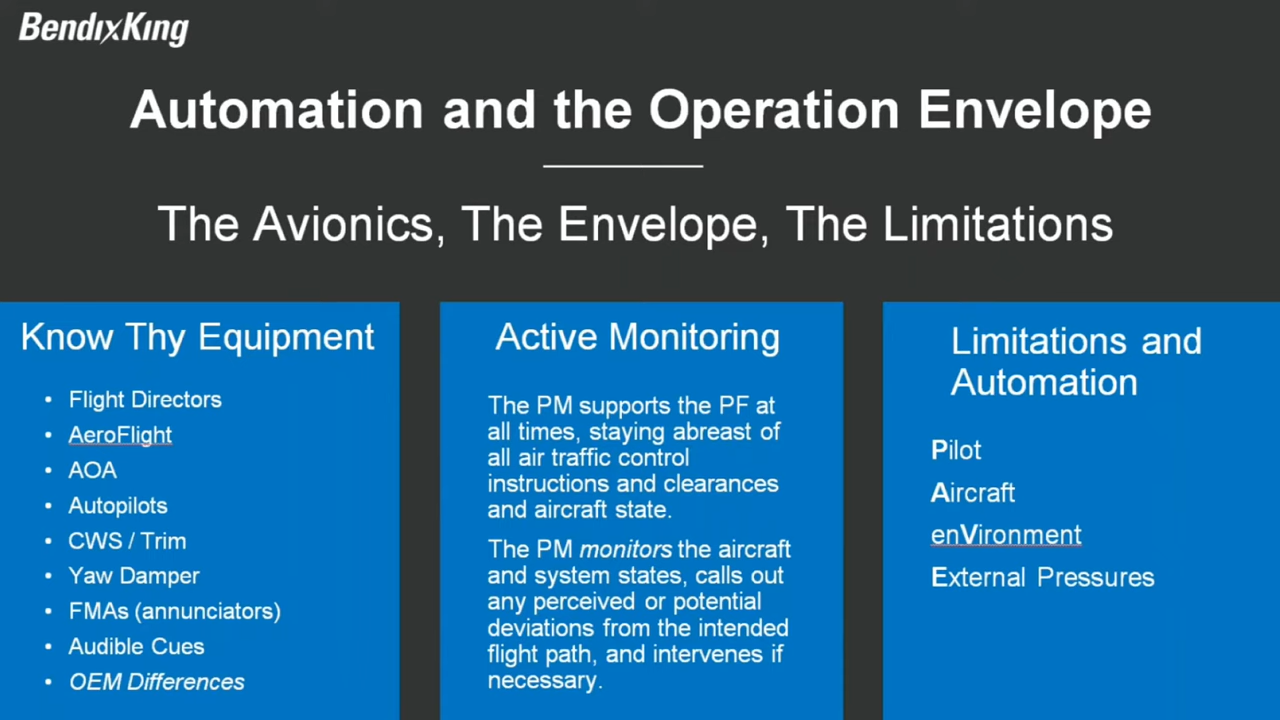 BendixKing
Automation and the Operation Envelope
The Avionics, The Envelope, The Limitations
Know Thy Equipment
• Flight Directors
• AeroFlight
• AOA
• Autopilots
• CWS / Trim
• Yaw Damper
• FMAs (annunciators)
• Audible Cues
• OEM Differences
Active Monitoring
The PM supports the PF at
all times, staying abreast of
all air traffic control
instructions and clearances
and aircraft state.
The PM monitors the aircraft
and system states, calls out
any perceived or potential
deviations from the intended
flight path, and intervenes if
necessary.
Limitations and
Automation
Pilot
Aircraft
enVironment
External Pressures